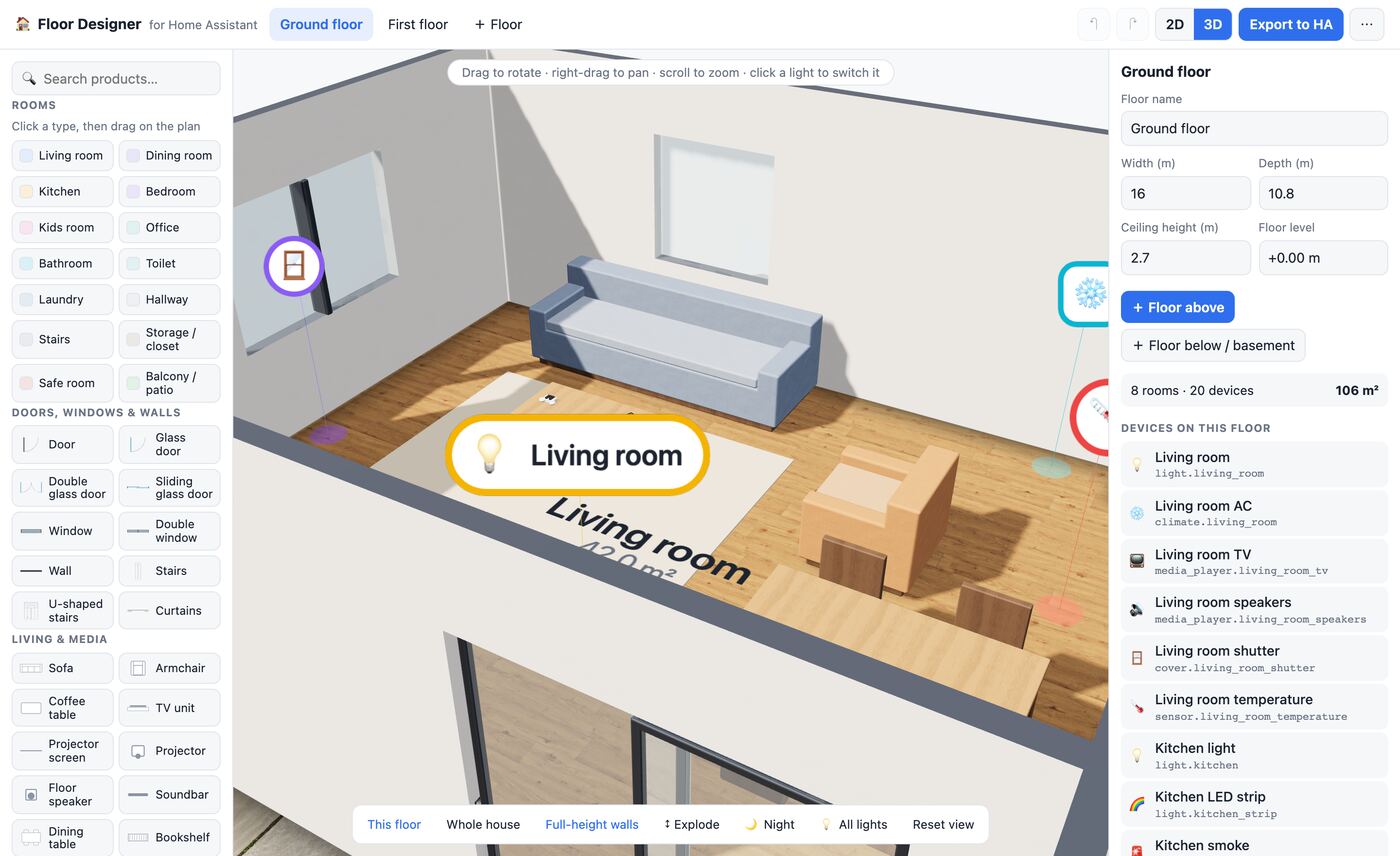 Floor Designer for Home Assistant
Ground floor
First floor
+ Floor
2D
3D
Export to HA
Search products...
ROOMS
Click a type, then drag on the plan
Living room
Dining room
Kitchen
Bedroom
Kids room
Office
Bathroom
Toilet
Laundry
Hallway
Stairs
Storage /
closet
Safe room
Balcony /
patio
DOORS, WINDOWS & WALLS
Door
Glass
door
Double
glass door
Sliding
glass door
Window
Double
window
Wall
Stairs
U-shaped
stairs
Curtains
LIVING & MEDIA
Sofa
Armchair
Coffee
table
TV unit
Projector
screen
Projector
Floor
speaker
Soundbar
Dining
table
Bookshelf
Drag to rotate · right-drag to pan · scroll to zoom · click a light to switch it
Living room
Living room
42.0 m²
This floor
Whole house
Full-height walls
↕ Explode
Night
All lights
Reset view
Ground floor
Floor name
Ground floor
Width (m)
Depth (m)
16
10.8
Ceiling height (m)
Floor level
2.7
+0.00 m
+ Floor above
+ Floor below / basement
8 rooms · 20 devices
106 m²
DEVICES ON THIS FLOOR
Living room
light.living_room
Living room AC
climate.living_room
Living room TV
media_player.living_room_tv
Living room speakers
media_player.living_room_speakers
Living room shutter
cover.living_room_shutter
Living room temperature
sensor.living_room_temperature
Kitchen light
light.kitchen
Kitchen LED strip
light.kitchen_strip
Kitchen smoke